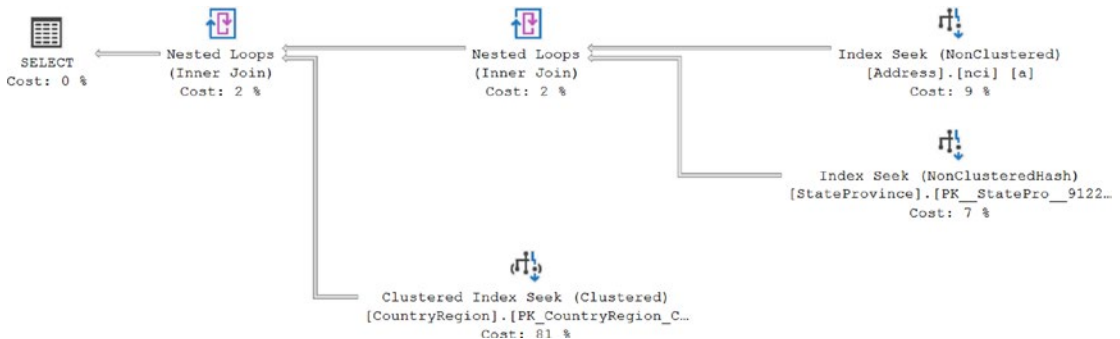 SELECT
Cost: 0 %
Nested Loops
(Inner Join)
Cost: 2 %
Nested Loops
(Inner Join)
Cost: 2 %
Index Seek (NonClustered)
[Address].[nci] [a]
Cost: 9 %
Index Seek (NonClusteredHash)
[StateProvince].[PK__StatePro__9122…
Cost: 7 %
Clustered Index Seek (Clustered)
[CountryRegion].[PK_CountryRegion_C…
Cost: 81 %